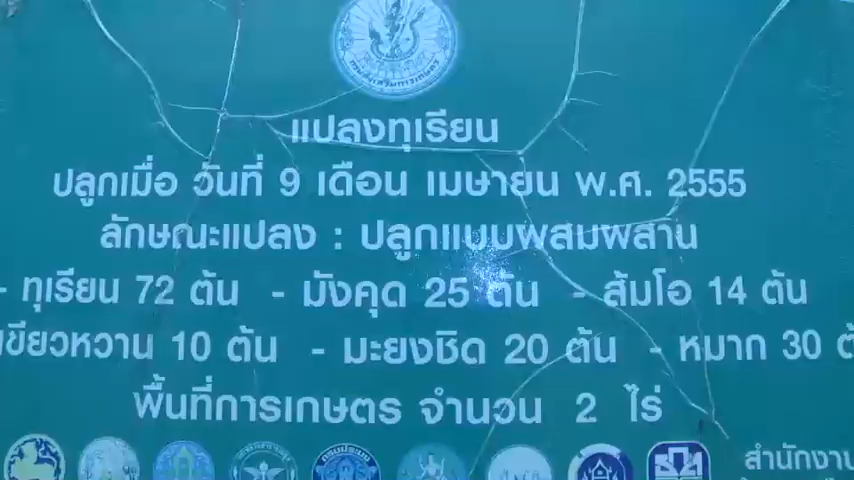 แปลงทุเรียน
ปลูกเมื่อ วันที่ 9 เดือน เมษายน พ.ศ. 2555
ลักษณะแปลง : ปลูกแบบผสมผสาน
- ทุเรียน 72 ต้น - มังคุด 25 ต้น - ส้มโอ 14 ต้น
เขียวหวาน 10 ต้น - มะยงชิด 20 ต้น - หมาก 30 ต้
พื้นที่การเกษตร จำนวน 2 ไร่
สำนักงาน